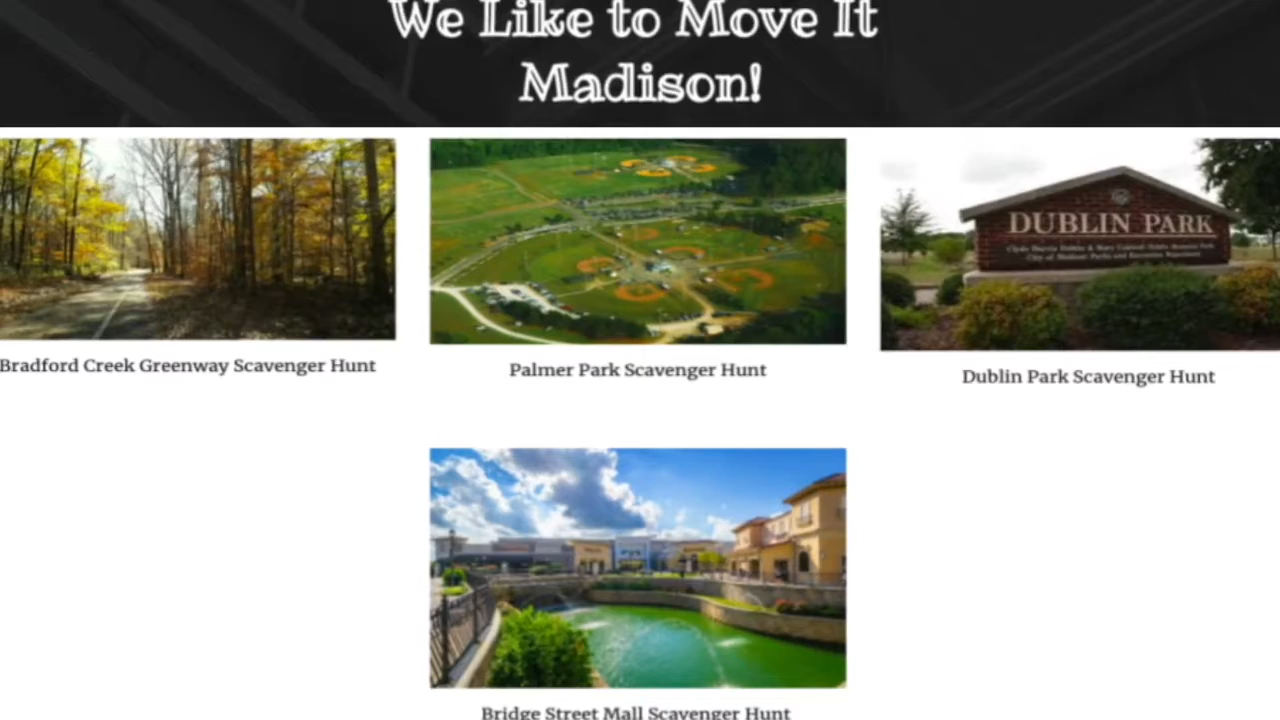 We Like to Move It
Madison!
DUBLIN PARK
Bradford Creek Greenway Scavenger Hunt
Palmer Park Scavenger Hunt
Dublin Park Scavenger Hunt
Bridge Street Mall Scavenger Hunt